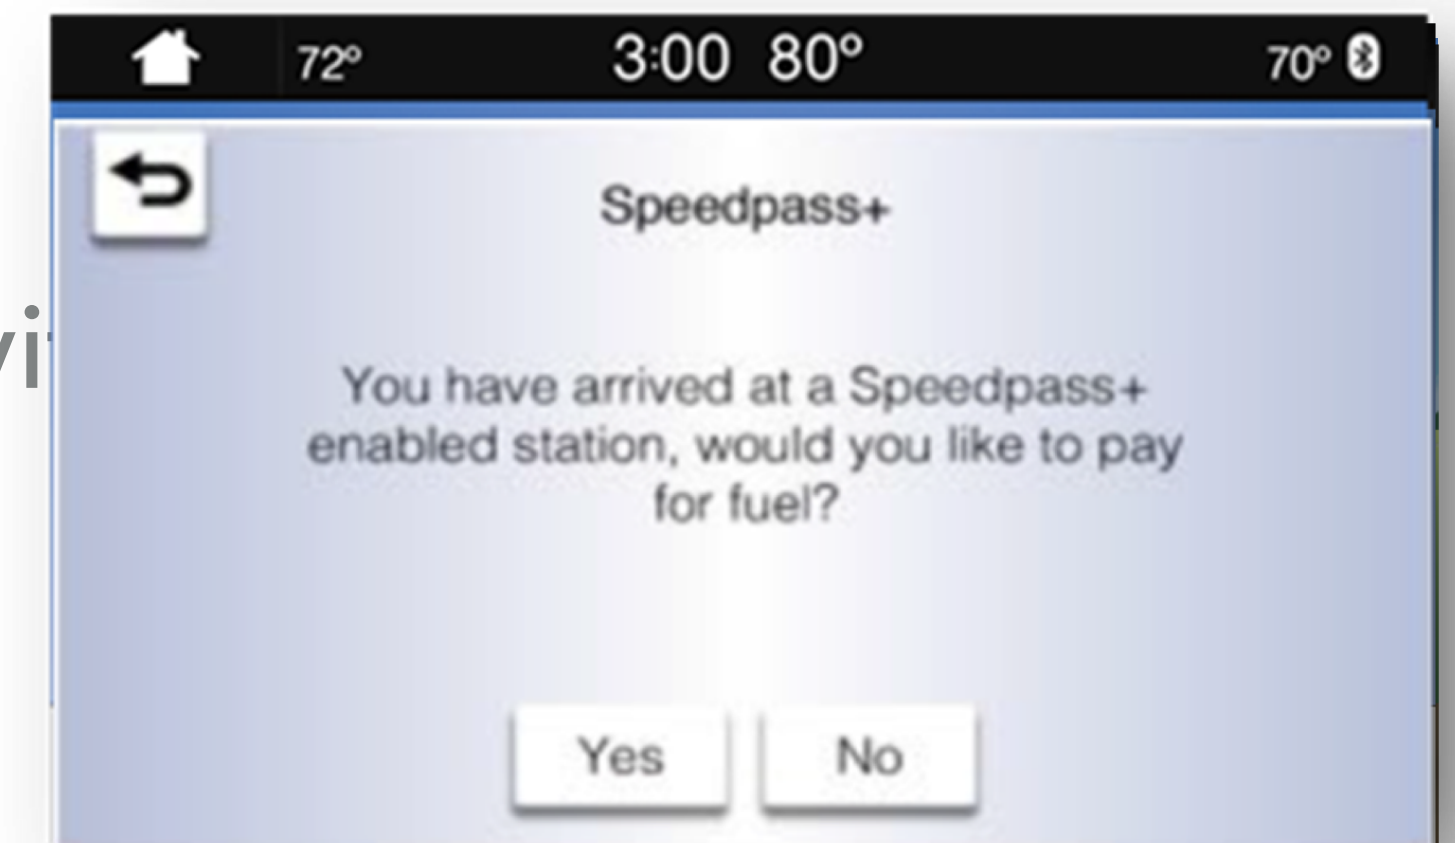 72° 3:00 80° 70°
Speedpass+
You have arrived at a Speedpass+
enabled station, would you like to pay
for fuel?
Yes No